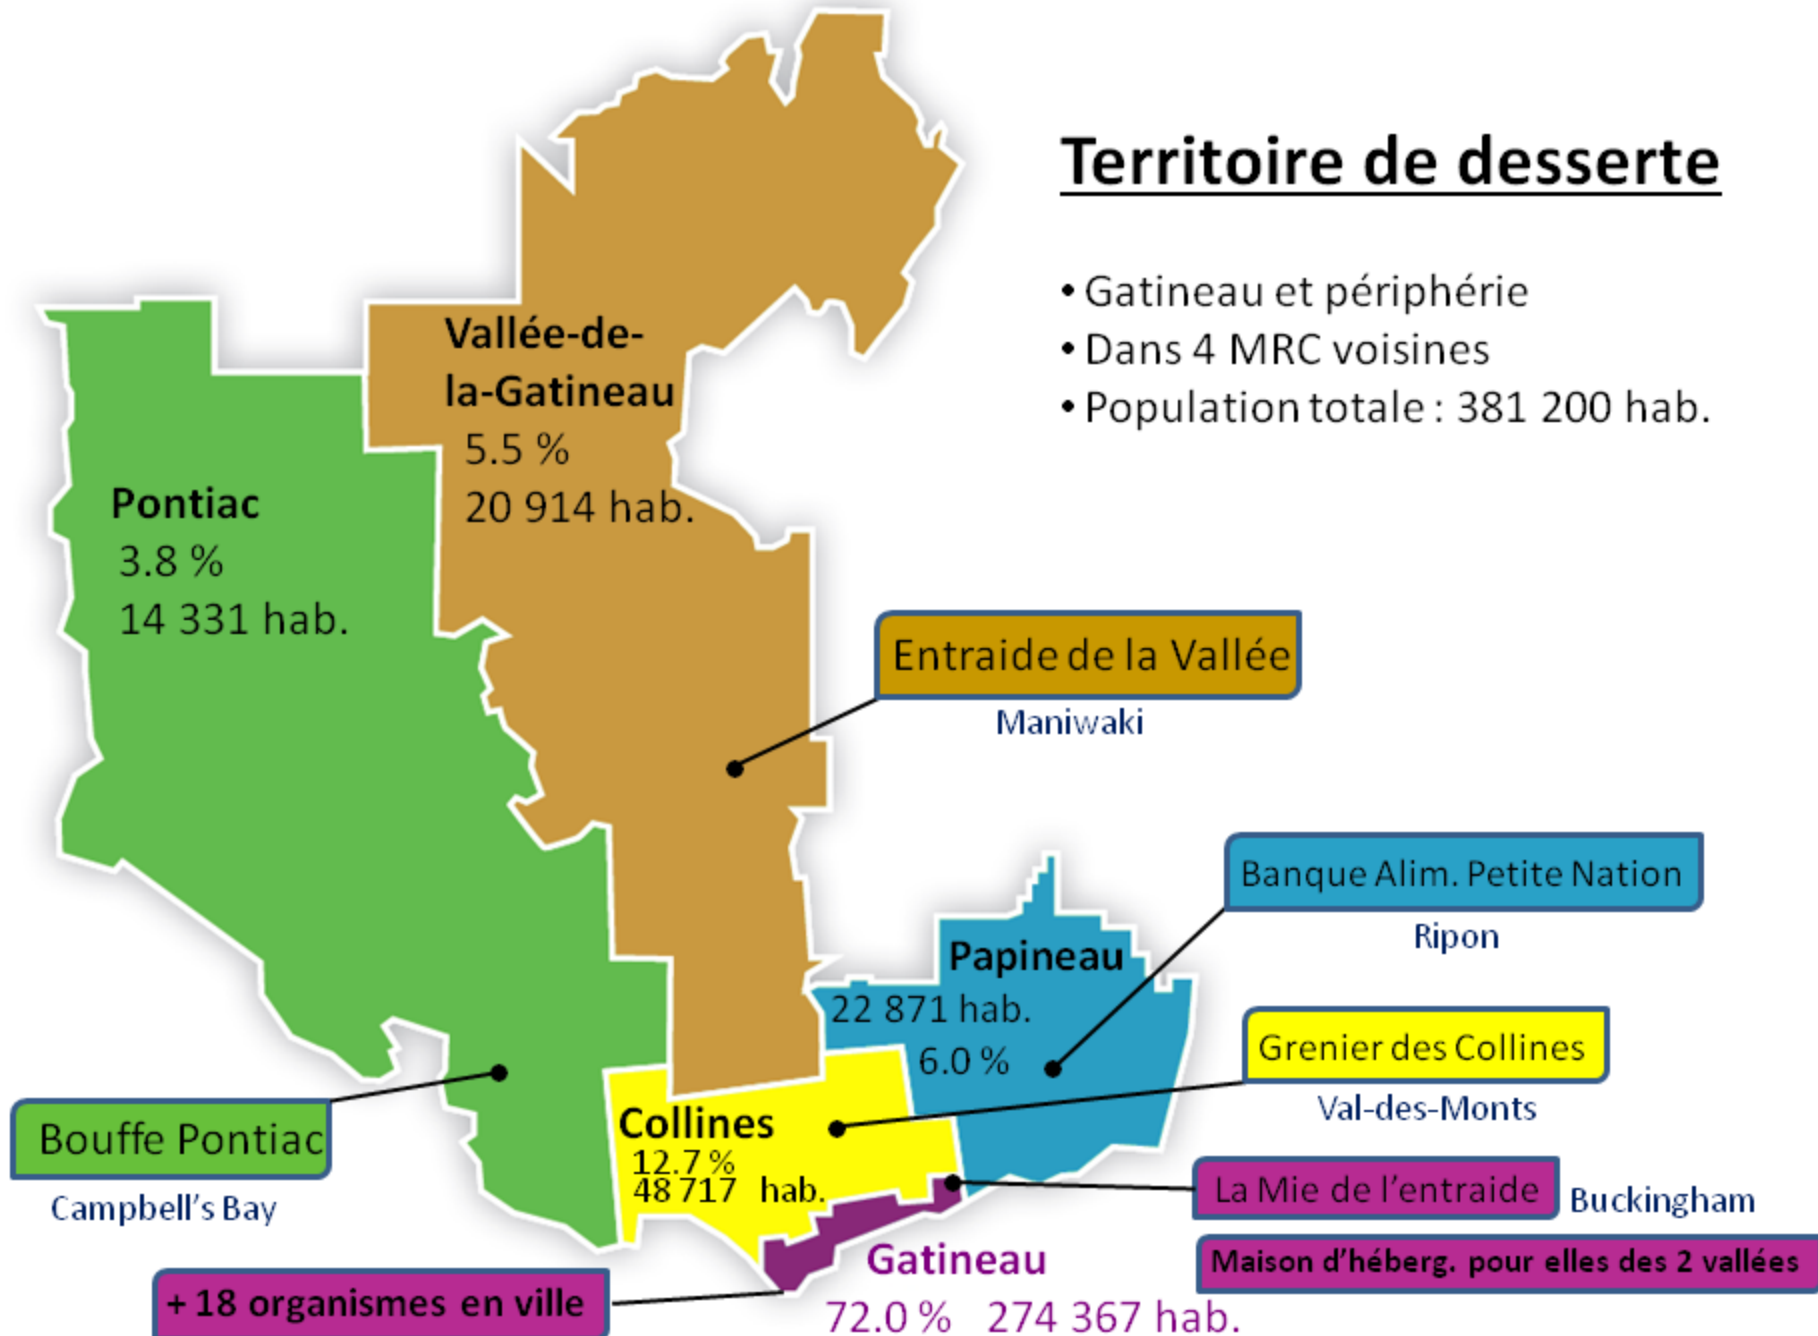 Territoire de desserte
• Gatineau et périphérie
• Dans 4 MRC voisines
• Population totale : 381 200 hab.
Vallée-de-
la-Gatineau
5.5 %
20 914 hab.
Pontiac
3.8 %
14 331 hab.
Entraide de la Vallée
Maniwaki
Banque Alim. Petite Nation
Ripon
Papineau
22 871 hab.
6.0 %
Grenier des Collines
Val-des-Monts
Bouffe Pontiac
Campbell's Bay
Collines
12.7 %
48 717 hab.
La Mie de l'entraide
Buckingham
Maison d'héberg. pour elles des 2 vallées
Gatineau
72.0 % 274 367 hab.
+ 18 organismes en ville